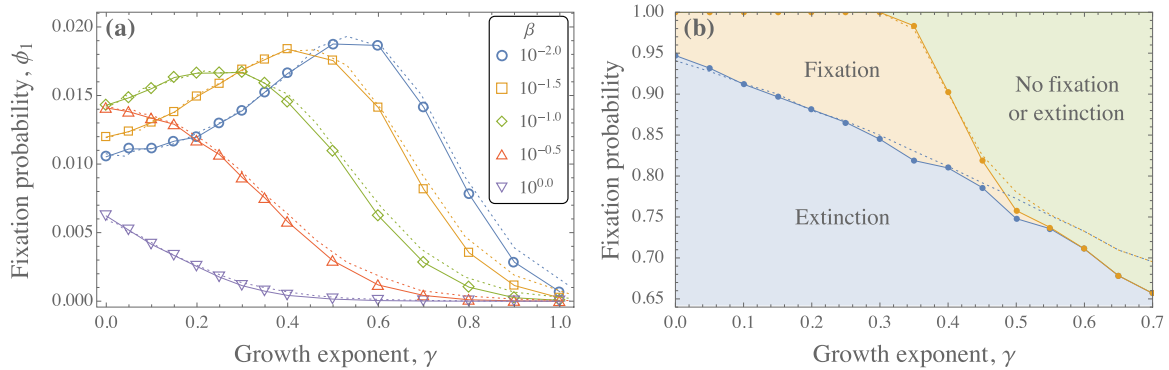 (a)
β
10^-2.0
10^-1.5
10^-1.0
10^-0.5
10^0.0
0.020
0.015
0.010
0.005
0.000
Fixation probability, ϕ₁
0.0 0.2 0.4 0.6 0.8 1.0
Growth exponent, γ
(b)
Fixation
No fixation
or extinction
Extinction
1.00
0.95
0.90
0.85
0.80
0.75
0.70
0.65
Fixation probability
0.0 0.1 0.2 0.3 0.4 0.5 0.6 0.7
Growth exponent, γ